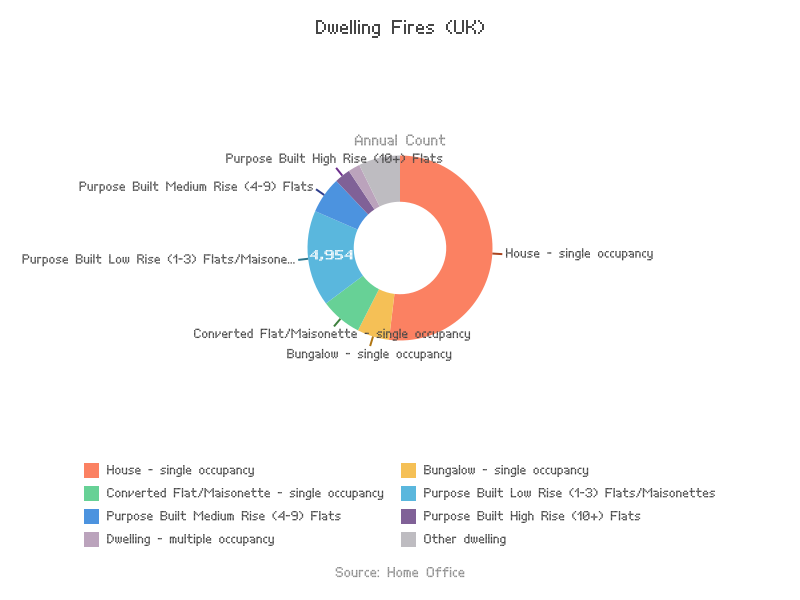 Dwelling Fires (UK)
Annual Count
Purpose Built High Rise (10+) Flats
Purpose Built Medium Rise (4-9) Flats
House - single occupancy
4,954
Purpose Built Low Rise (1-3) Flats/Maisone...
Converted Flat/Maisonette - single occupancy
Bungalow - single occupancy
House - single occupancy
Bungalow - single occupancy
Converted Flat/Maisonette - single occupancy
Purpose Built Low Rise (1-3) Flats/Maisonettes
Purpose Built Medium Rise (4-9) Flats
Purpose Built High Rise (10+) Flats
Dwelling - multiple occupancy
Other dwelling
Source: Home Office